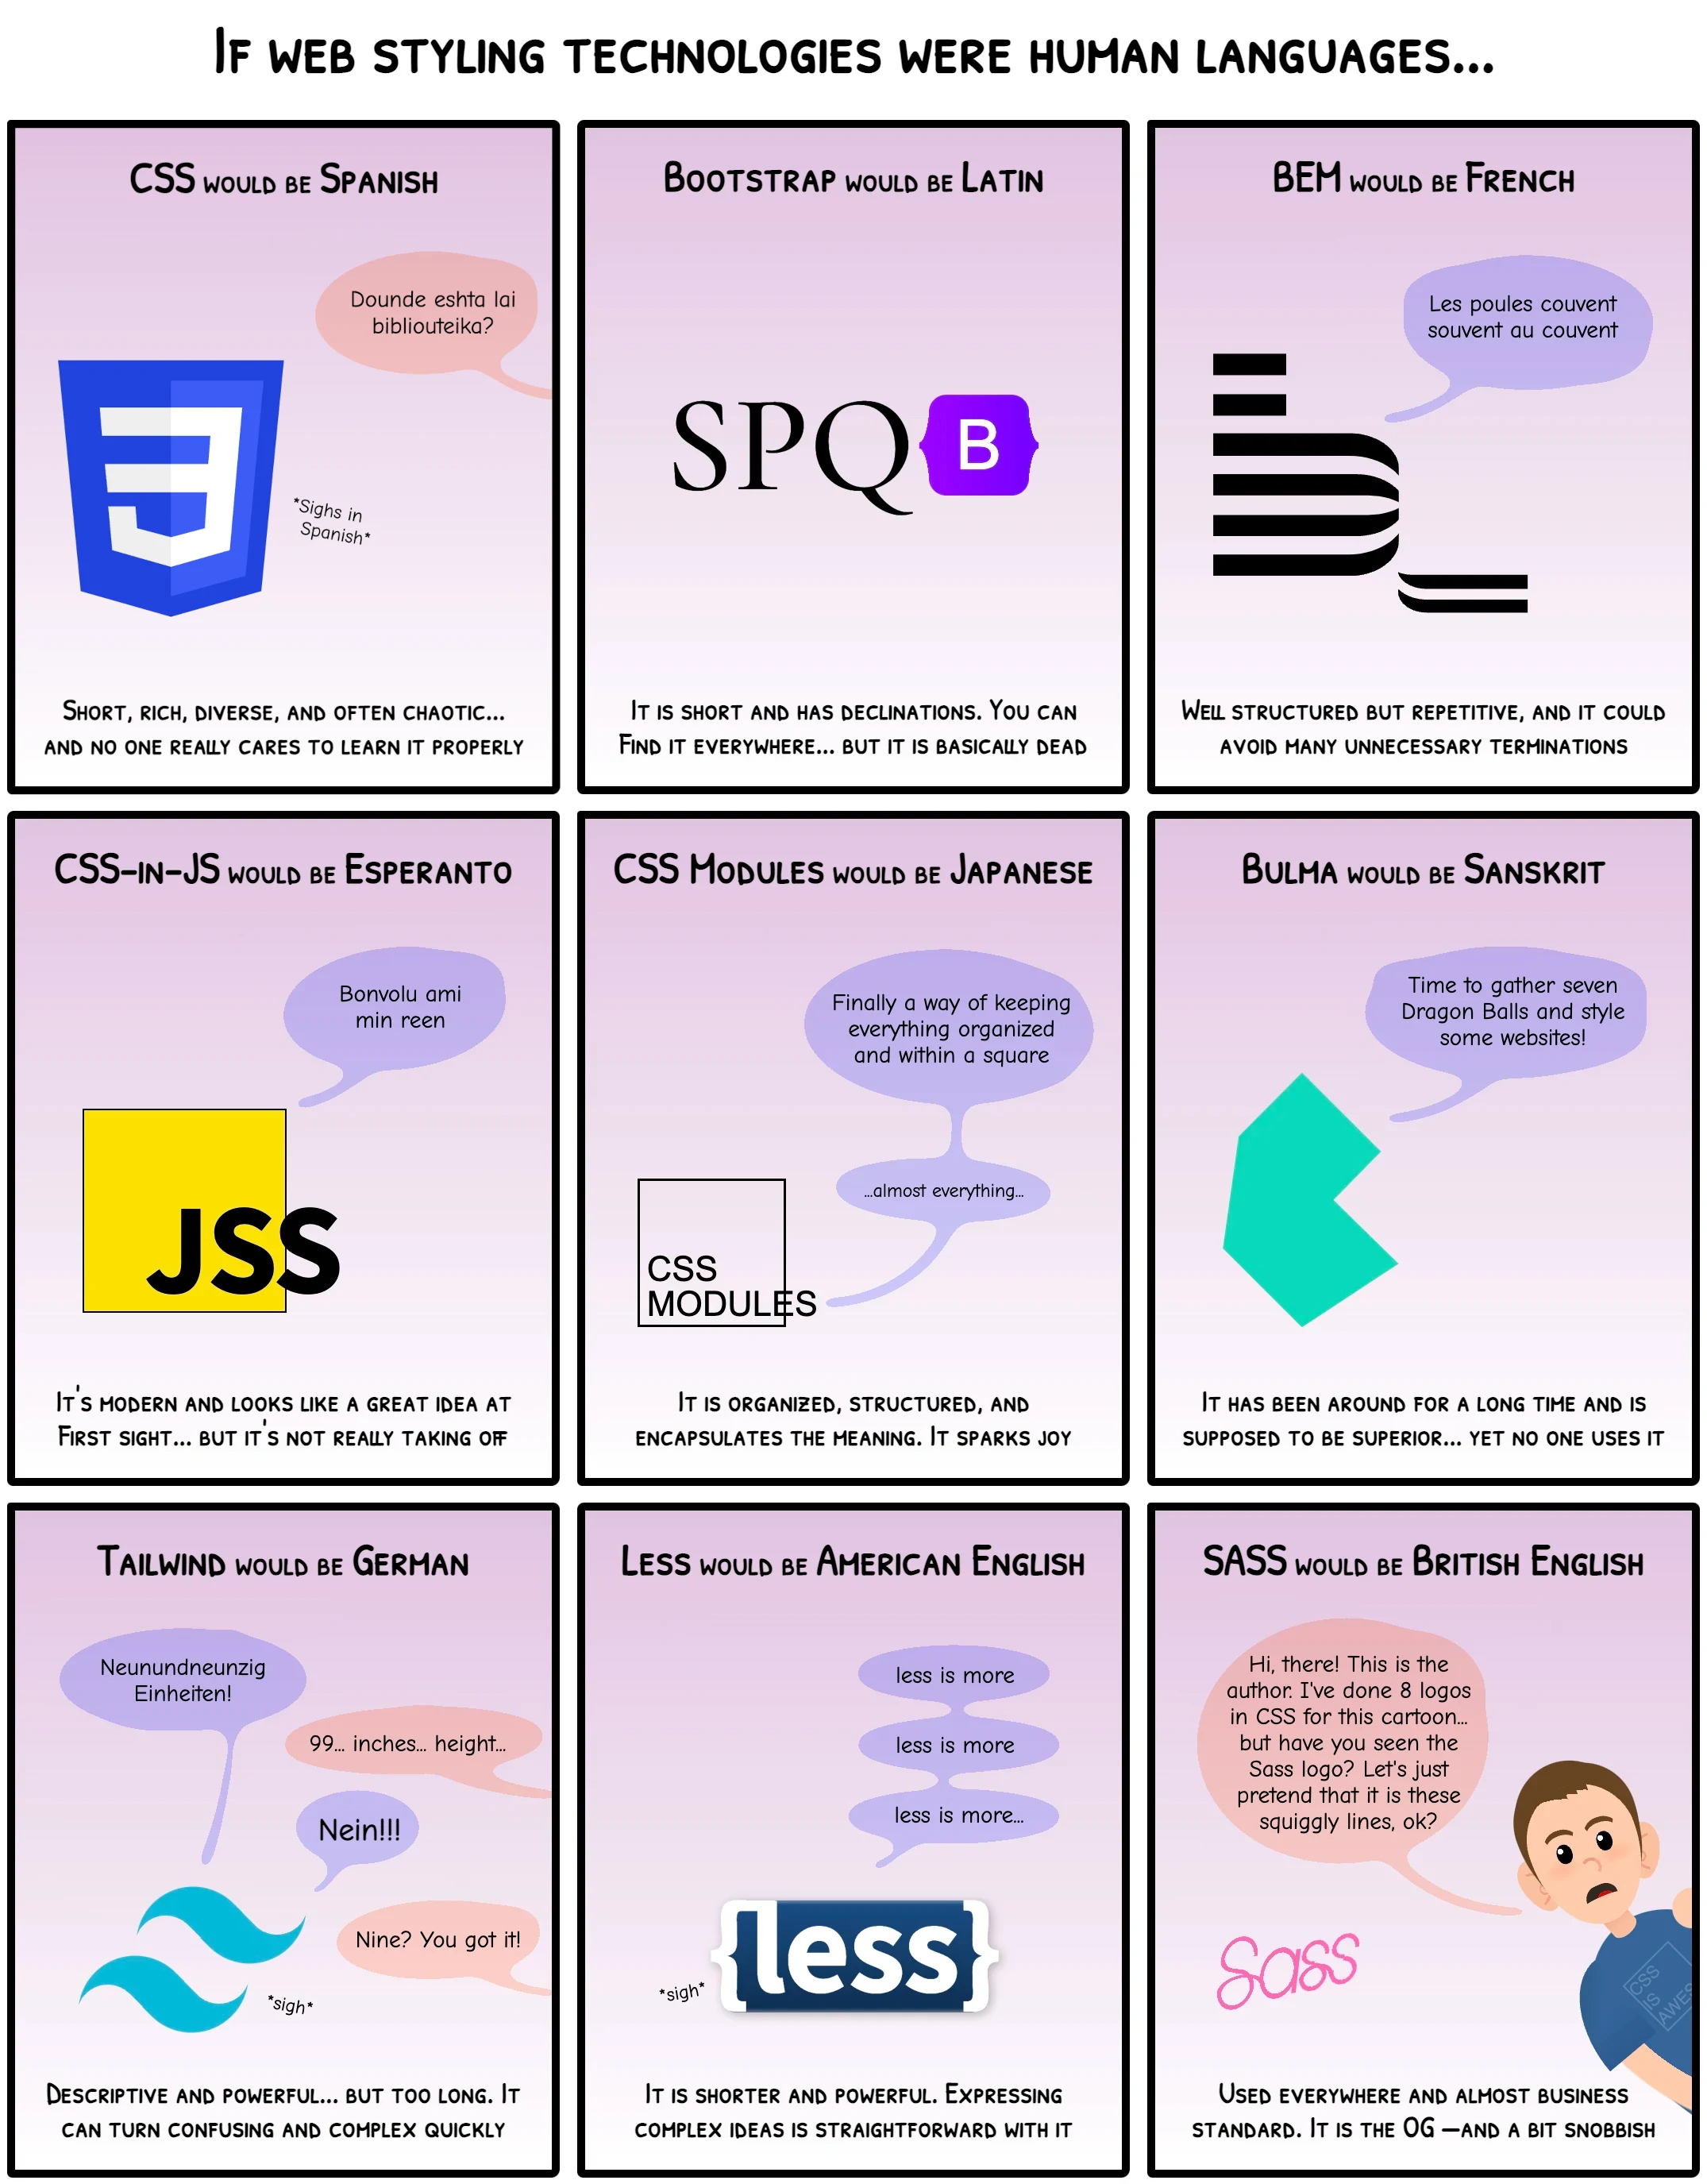 If web styling technologies were human languages...
CSS would be Spanish
Dounde eshta lai
bibliouteika?
*Sighs in
Spanish*
Short, rich, diverse, and often chaotic...
and no one really cares to learn it properly
Bootstrap would be Latin
SPQB
It is short and has declinations. You can
Find it everywhere... but it is basically dead
BEM would be French
Les poules couvent
souvent au couvent
Well structured but repetitive, and it could
avoid many unnecessary terminations
CSS-in-JS would be Esperanto
Bonvolu ami
min reen
JSS
It's modern and looks like a great idea at
First sight... but it's not really taking off
CSS Modules would be Japanese
Finally a way of keeping
everything organized
and within a square
...almost everything...
CSS
MODULES
It is organized, structured, and
encapsulates the meaning. It sparks joy
Bulma would be Sanskrit
Time to gather seven
Dragon Balls and style
some websites!
It has been around for a long time and is
supposed to be superior... yet no one uses it
Tailwind would be German
Neunundneunzig
Einheiten!
99... inches... height...
Nein!!!
Nine? You got it!
*sigh*
Descriptive and powerful... but too long. It
can turn confusing and complex quickly
Less would be American English
less is more
less is more
less is more...
{less}
*sigh*
It is shorter and powerful. Expressing
complex ideas is straightforward with it
SASS would be British English
Hi, there! This is the
author. I've done 8 logos
in CSS for this cartoon...
but have you seen the
Sass logo? Let's just
pretend that it is these
squiggly lines, ok?
Sass
CSS
IS
AWES
Used everywhere and almost business
standard. It is the OG —and a bit snobbish